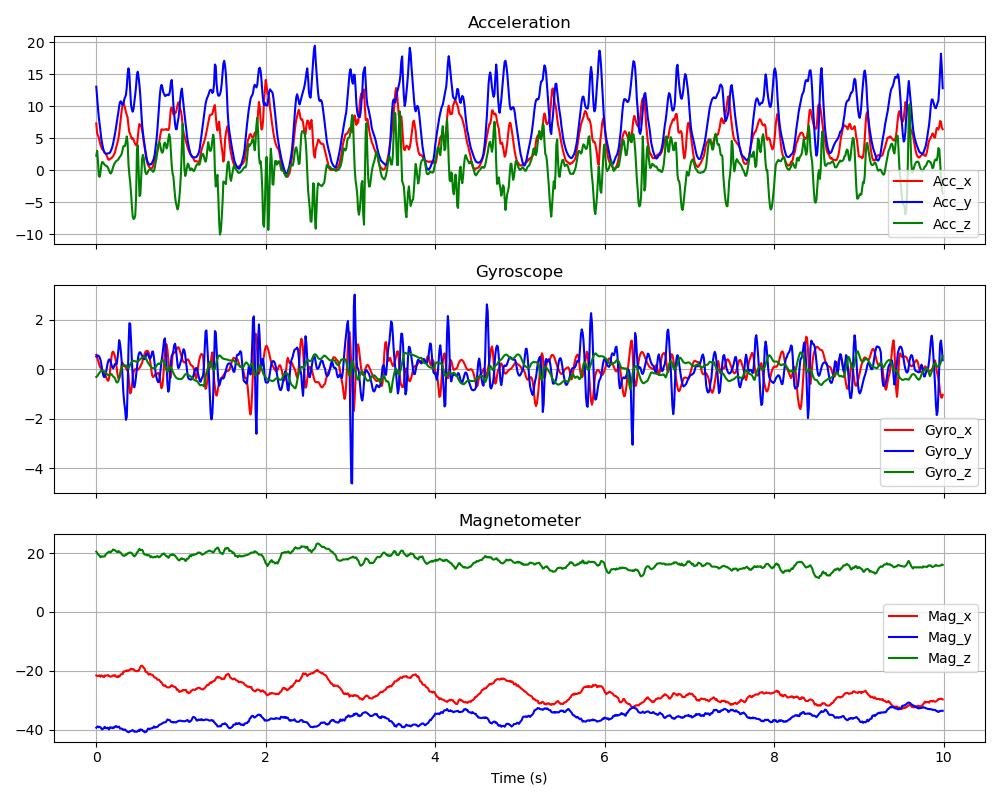 Acceleration
20
15
10
5
0
−5
−10
Acc_x
Acc_y
Acc_z
Gyroscope
2
0
−2
−4
Gyro_x
Gyro_y
Gyro_z
Magnetometer
20
0
−20
−40
Mag_x
Mag_y
Mag_z
0 2 4 6 8 10
Time (s)